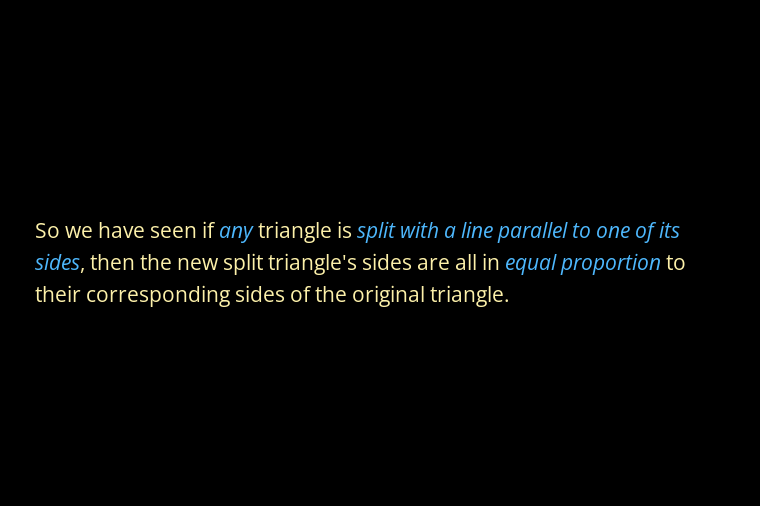 So we have seen if any triangle is split with a line parallel to one of its
sides, then the new split triangle's sides are all in equal proportion to
their corresponding sides of the original triangle.